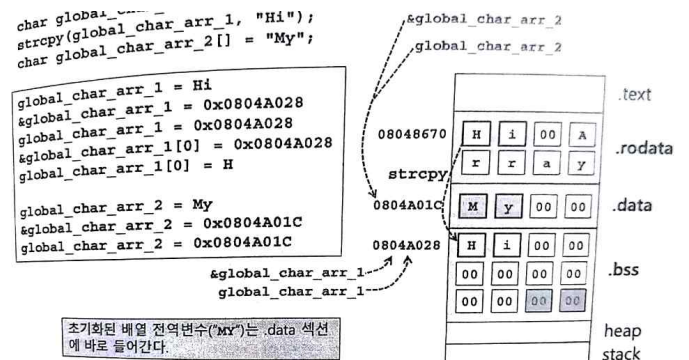 char global_char_
strcpy(global_char_arr_1, "Hi");
char global_char_arr_2[] = "My";
global_char_arr_1 = Hi
&global_char_arr_1 = 0x0804A028
global_char_arr_1 = 0x0804A028
&global_char_arr_1[0] = 0x0804A028
global_char_arr_1[0] = H
global_char_arr_2 = My
&global_char_arr_2 = 0x0804A01C
global_char_arr_2 = 0x0804A01C
&global_char_arr_1
global_char_arr_1
초기화된 배열 전역변수("MY")는 .data 섹션
에 바로 들어간다.
&global_char_arr_2
global_char_arr_2
.text
08048670 H i 00 A .rodata
r r a y
strcpy
0804A01C M y 00 00 .data
0804A028 H i 00 00
00 00 00 00 .bss
00 00 00 00
heap
stack